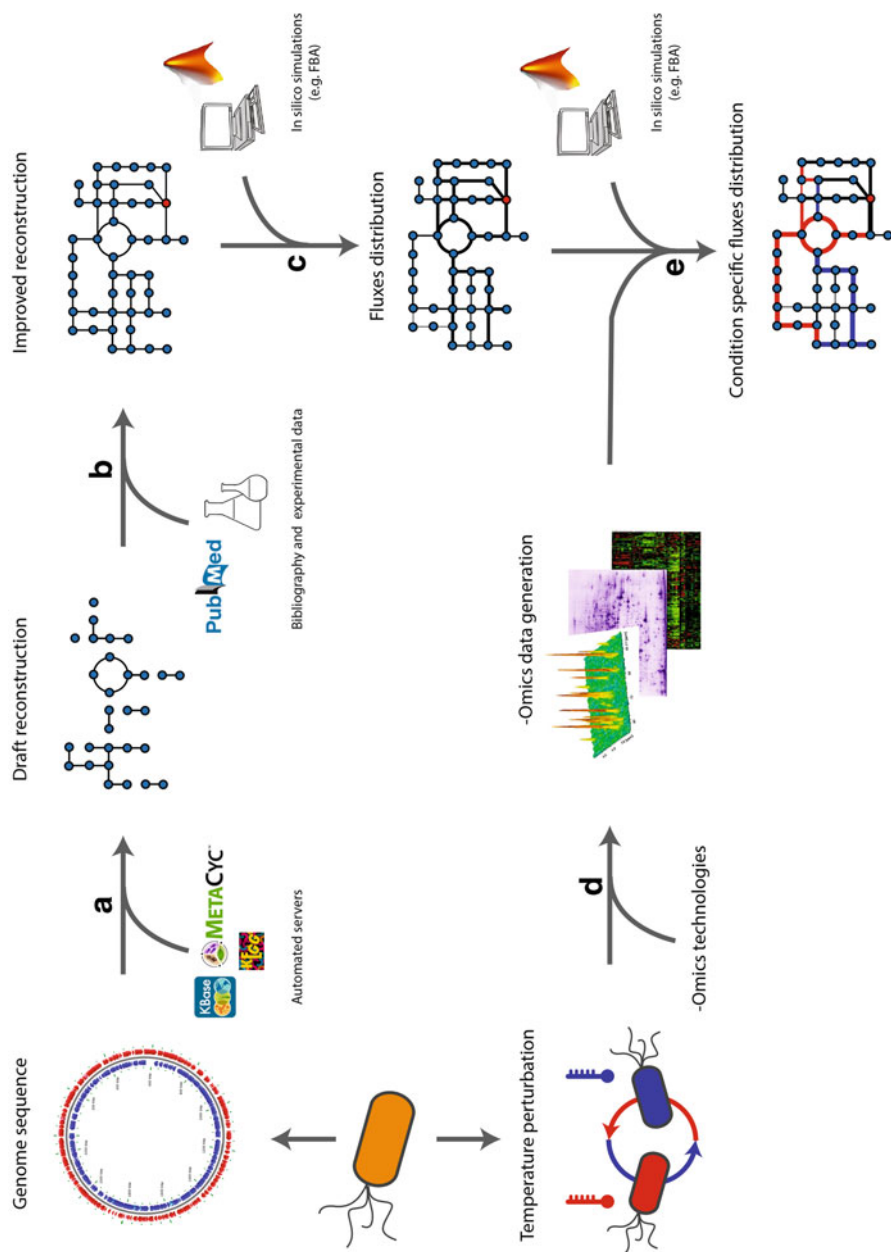 Genome sequence
a
KBase
METACYC™
KEGG
Automated servers
Draft reconstruction
b
PubMed
Bibliography and experimental data
Improved reconstruction
c
In silico simulations
(e.g. FBA)
Fluxes distribution
Temperature perturbation
d
-Omics technologies
-Omics data generation
e
In silico simulations
(e.g. FBA)
Condition specific fluxes distribution